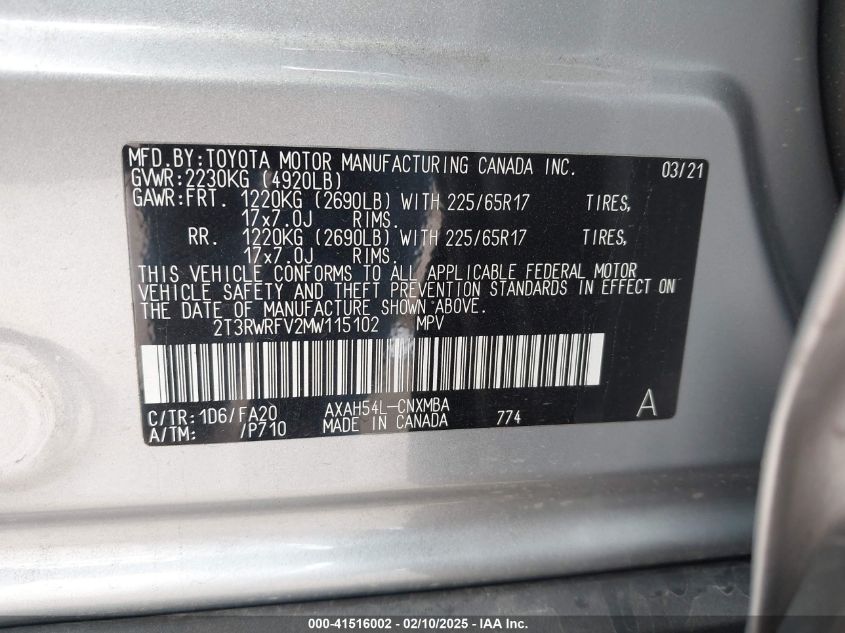 MFD.BY:TOYOTA MOTOR MANUFACTURING CANADA INC. 03/21
GVWR:2230KG (4920LB)
GAWR:FRT. 1220KG (2690LB) WITH 225/65R17 TIRES,
17x7.0J RIMS.
RR. 1220KG (2690LB) WITH 225/65R17 TIRES,
17x7.0J RIMS.
THIS VEHICLE CONFORMS TO ALL APPLICABLE FEDERAL MOTOR
VEHICLE SAFETY AND THEFT PREVENTION STANDARDS IN EFFECT ON
THE DATE OF MANUFACTURE SHOWN ABOVE.
2T3RWRFV2MW115102 MPV
C/TR:1D6/FA20 AXAH54L-CNXMBA A
A/TM: /P710 MADE IN CANADA 774
000-41516002 - 02/10/2025 - IAA Inc.